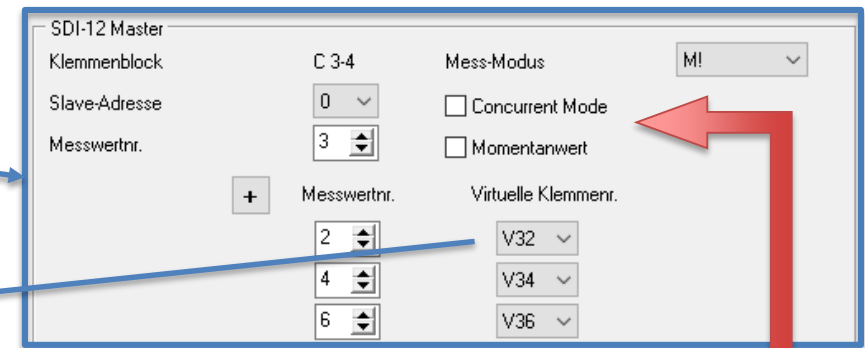 SDI-12 Master
Klemmenblock C 3-4 Mess-Modus M!
Slave-Adresse 0 Concurrent Mode
Messwertnr. 3 Momentanwert
+ Messwertnr. Virtuelle Klemmenr.
2 V32
4 V34
6 V36